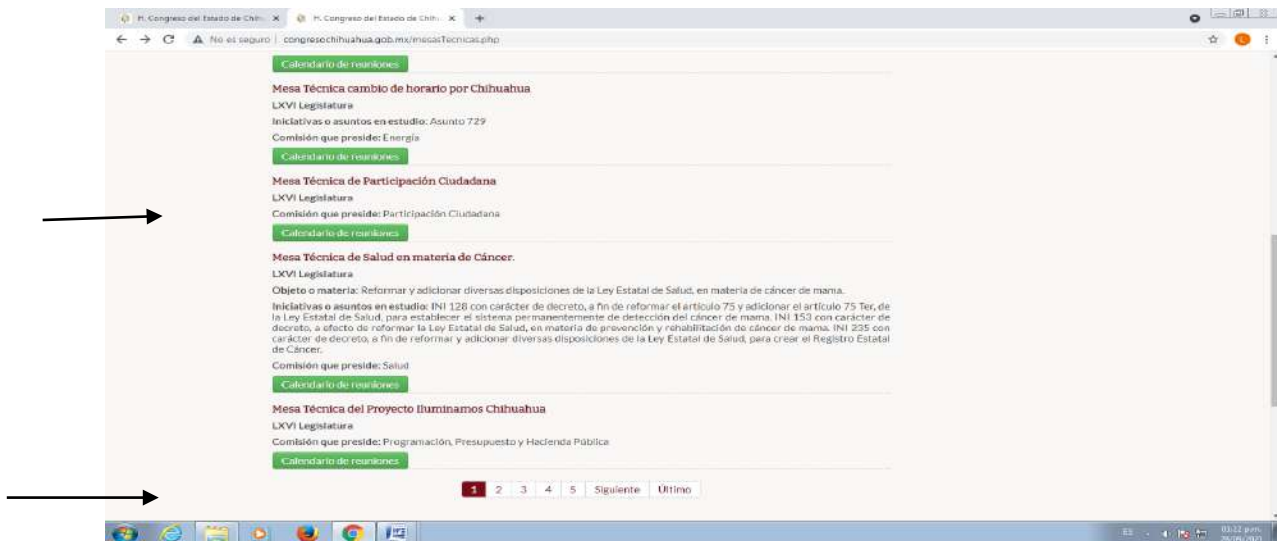 H. Congreso del Estado de Chih
H. Congreso del Estado de Chih
No es seguro | congresochihuahua.gob.mx/mesasTecnicas.php
Calendario de reuniones
Mesa Técnica cambio de horario por Chihuahua
LXVI Legislatura
Iniciativas o asuntos en estudio: Asunto 729
Comisión que preside: Energía
Calendario de reuniones
Mesa Técnica de Participación Ciudadana
LXVI Legislatura
Comisión que preside: Participación Ciudadana
Calendario de reuniones
Mesa Técnica de Salud en materia de Cáncer.
LXVI Legislatura
Objeto o materia: Reformar y adicionar diversas disposiciones de la Ley Estatal de Salud, en materia de cáncer de mama.
Iniciativas o asuntos en estudio: INI 128 con carácter de decreto, a fin de reformar el artículo 75 y adicionar el artículo 75 Ter, de
la Ley Estatal de Salud, para establecer el sistema permanentemente de detección del cáncer de mama. INI 153 con carácter de
decreto, a efecto de reformar la Ley Estatal de Salud, en materia de prevención y rehabilitación de cáncer de mama. INI 235 con
carácter de decreto, a fin de reformar y adicionar diversas disposiciones de la Ley Estatal de Salud, para crear el Registro Estatal
de Cáncer.
Comisión que preside: Salud
Calendario de reuniones
Mesa Técnica del Proyecto Iluminamos Chihuahua
LXVI Legislatura
Comisión que preside: Programación, Presupuesto y Hacienda Pública
Calendario de reuniones
1 2 3 4 5 Siguiente Último
ES 03:22 p.m.